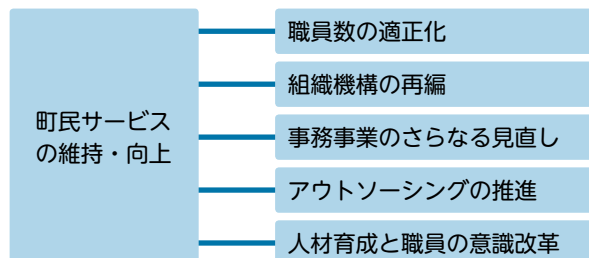 町民サービス
の維持・向上
職員数の適正化
組織機構の再編
事務事業のさらなる見直し
アウトソーシングの推進
人材育成と職員の意識改革